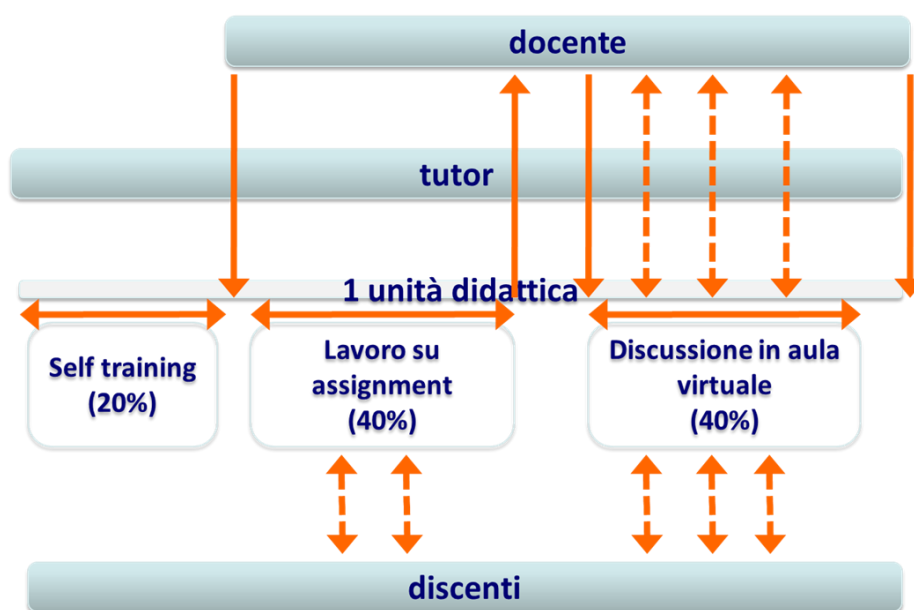 docente
tutor
1 unità didattica
Self training
(20%)
Lavoro su
assignment
(40%)
Discussione in aula
virtuale
(40%)
discenti